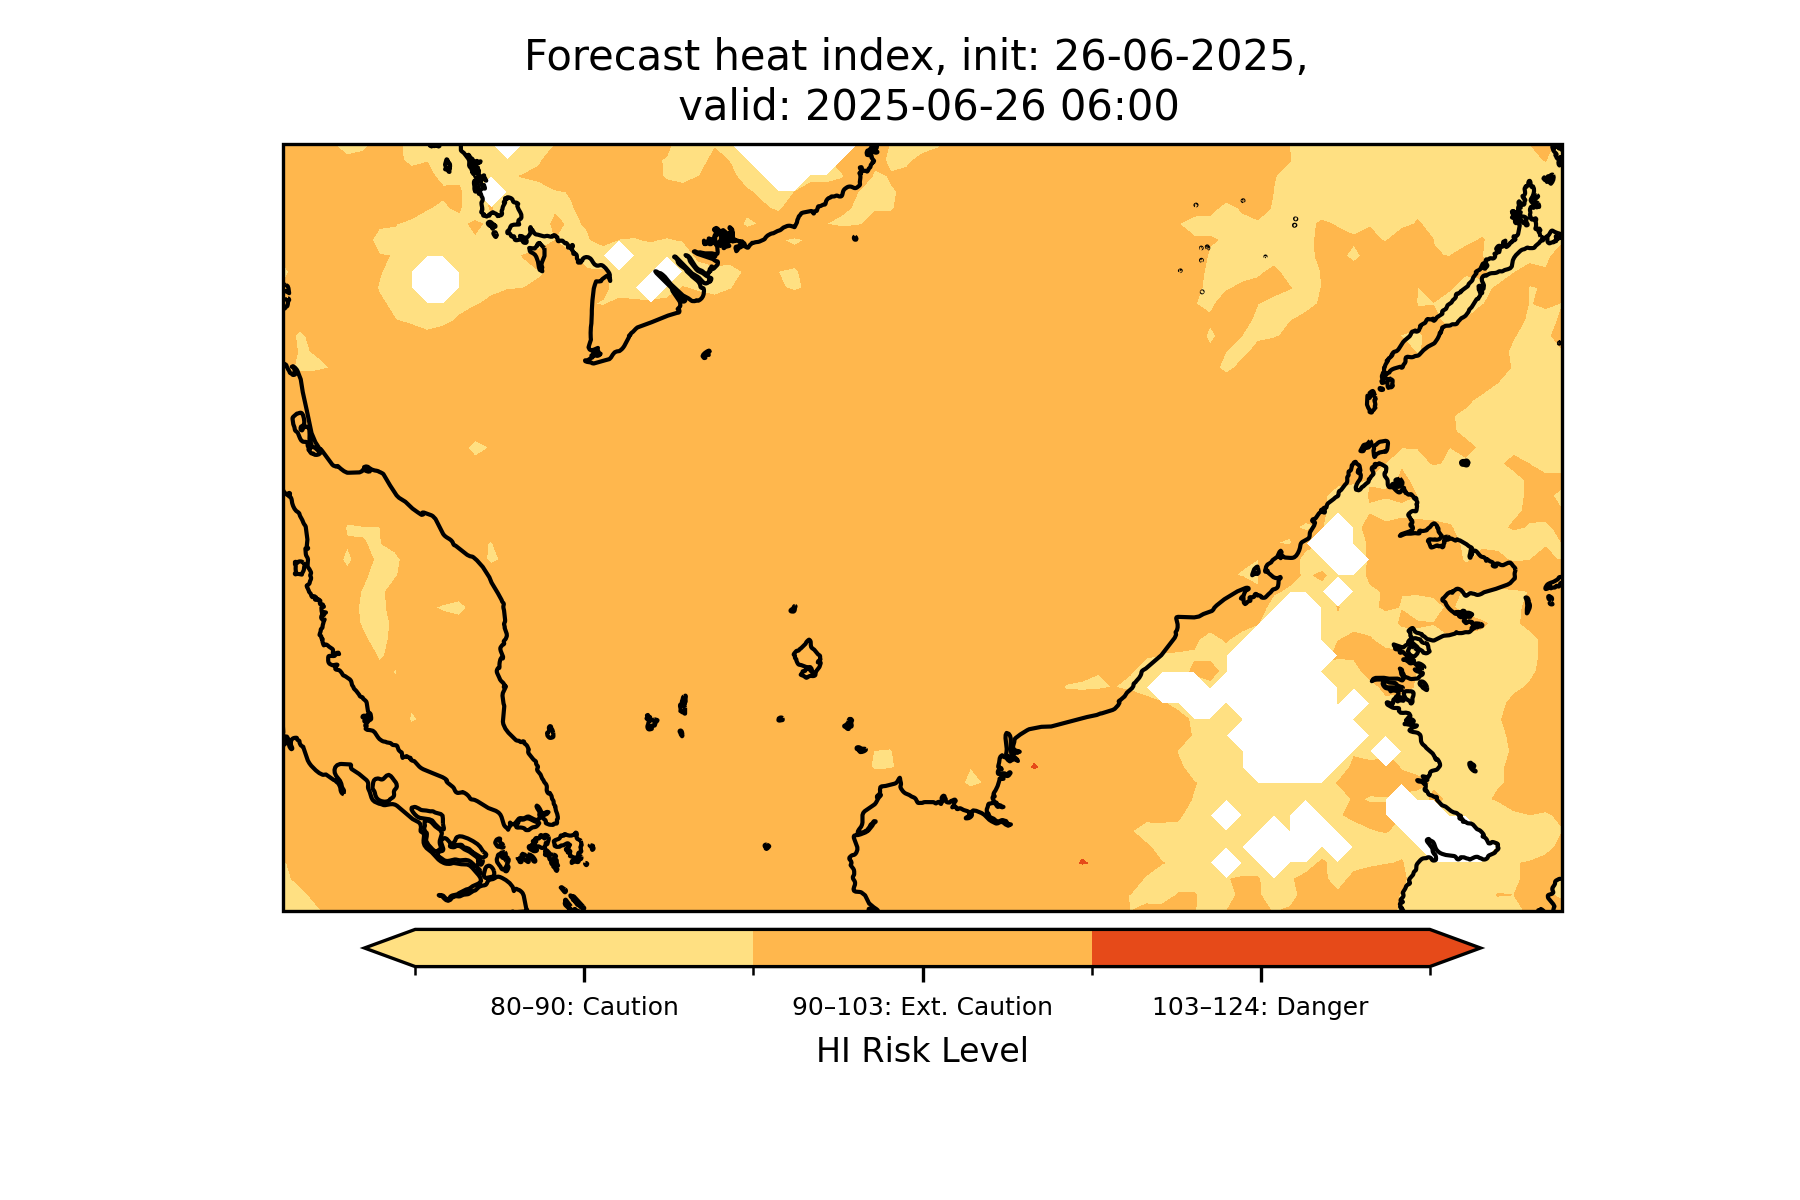 Forecast heat index, init: 26-06-2025,
valid: 2025-06-26 06:00
80–90: Caution
90–103: Ext. Caution
103–124: Danger
HI Risk Level